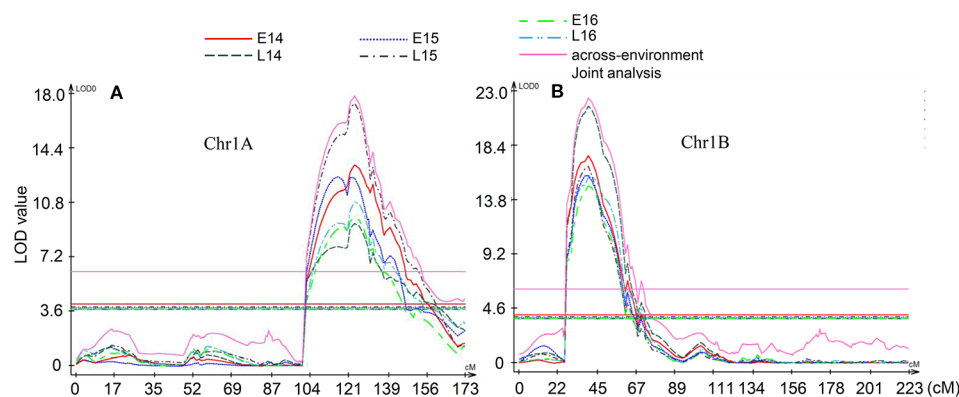 E14 E15 E16
L14 L15 L16
across-environment
Joint analysis
A B
LOD0 LOD0
Chr1A Chr1B
LOD value
18.0
14.4
10.8
7.2
3.6
0
23.0
18.4
13.8
9.2
4.6
0
cM cM
0 17 35 52 69 87 104 121 139 156 173
0 22 45 67 89 111 134 156 178 201 223 (cM)